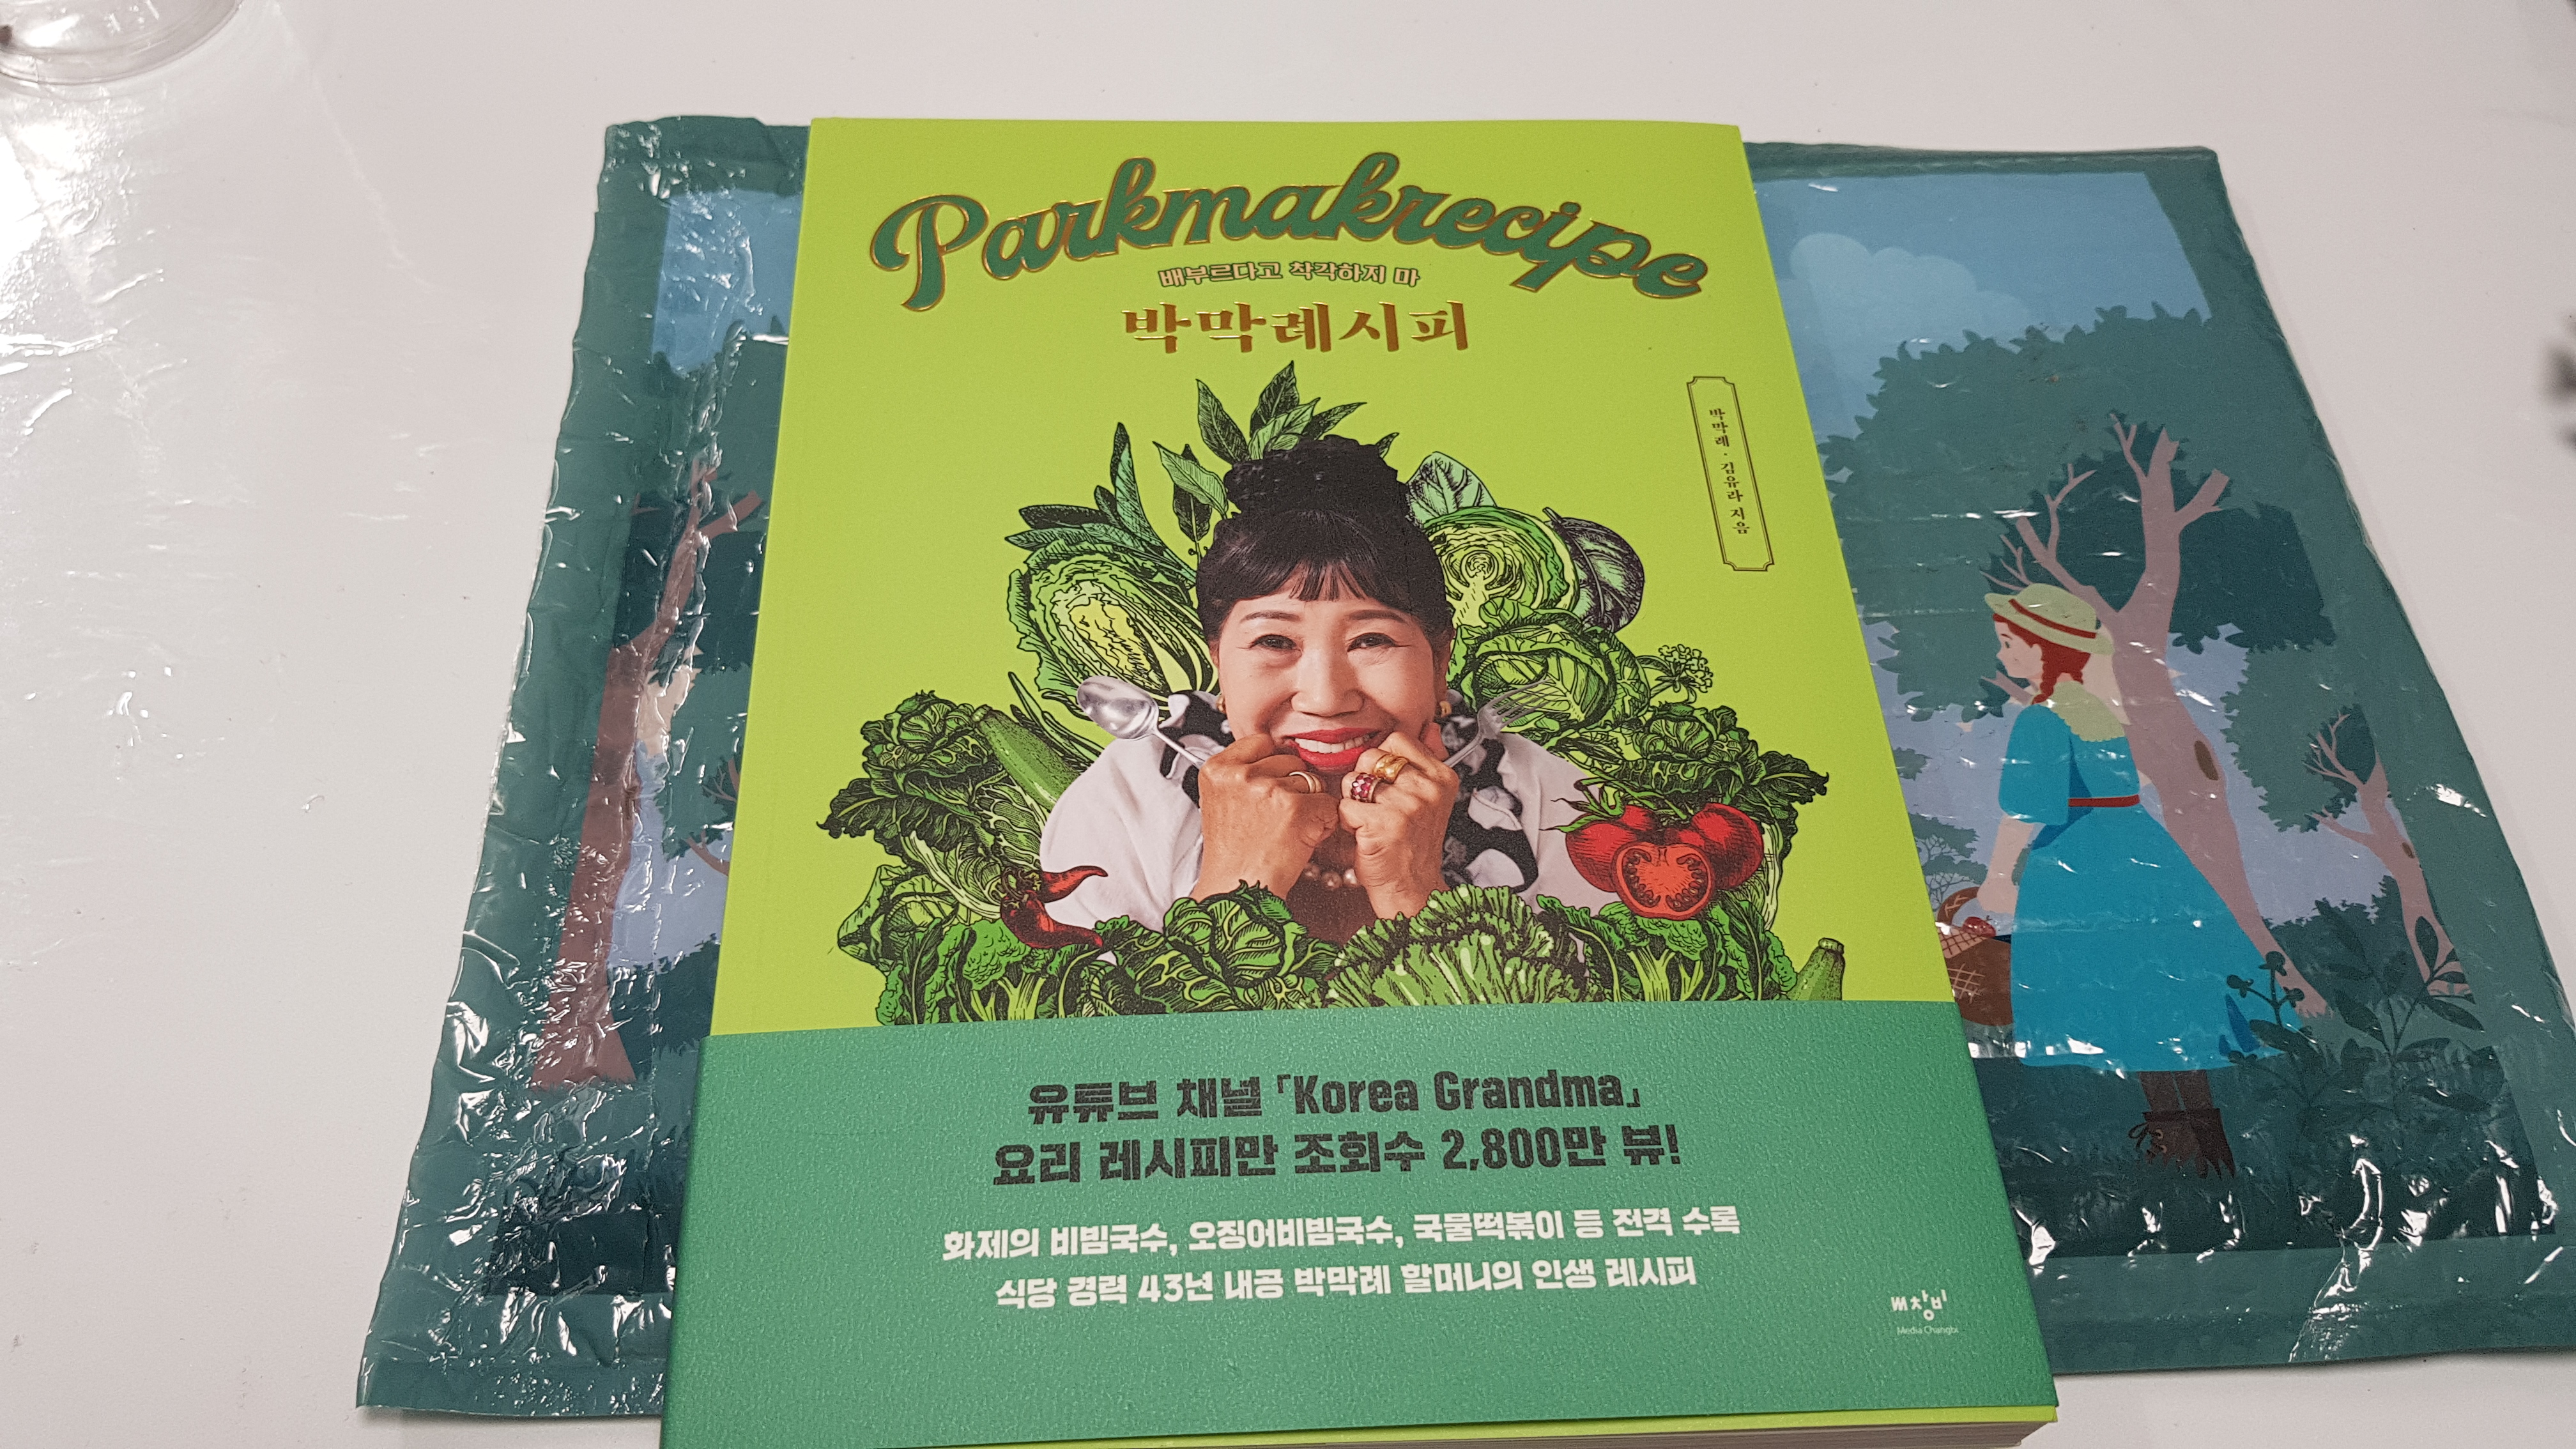 Parkmakrecipe
배부르다고 착각하지 마
박막례시피
박막례 · 김유라 지음
유튜브 채널 「Korea Grandma」
요리 레시피만 조회수 2,800만 뷰!
화제의 비빔국수, 오징어비빔국수, 국물떡볶이 등 전격 수록
식당 경력 43년 내공 박막례 할머니의 인생 레시피
창비
Media Changbi